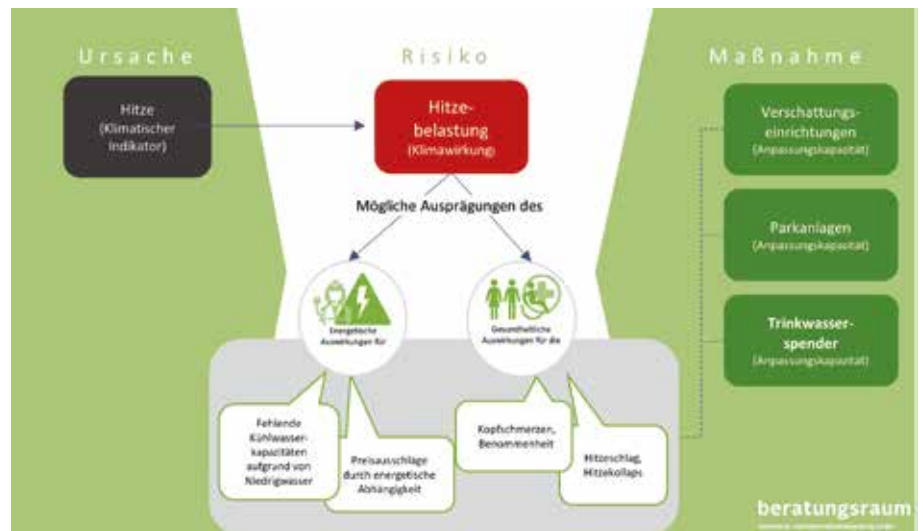 Ursache
Risiko
Maßnahme
Hitze
(Klimatischer
Indikator)
Hitze-
belastung
(Klimawirkung)
Verschattungs-
einrichtungen
(Anpassungskapazität)
Mögliche Ausprägungen des
Parkanlagen
(Anpassungskapazität)
Trinkwasser-
spender
(Anpassungskapazität)
Energetische
Auswirkungen für
Gesundheitliche
Auswirkungen für die
Fehlende
Kühlwasser-
kapazitäten
aufgrund von
Niedrigwasser
Preisausschläge
durch energetische
Abhängigkeit
Kopfschmerzen,
Benommenheit
Hitzeschlag,
Hitzekollaps
beratungsraum